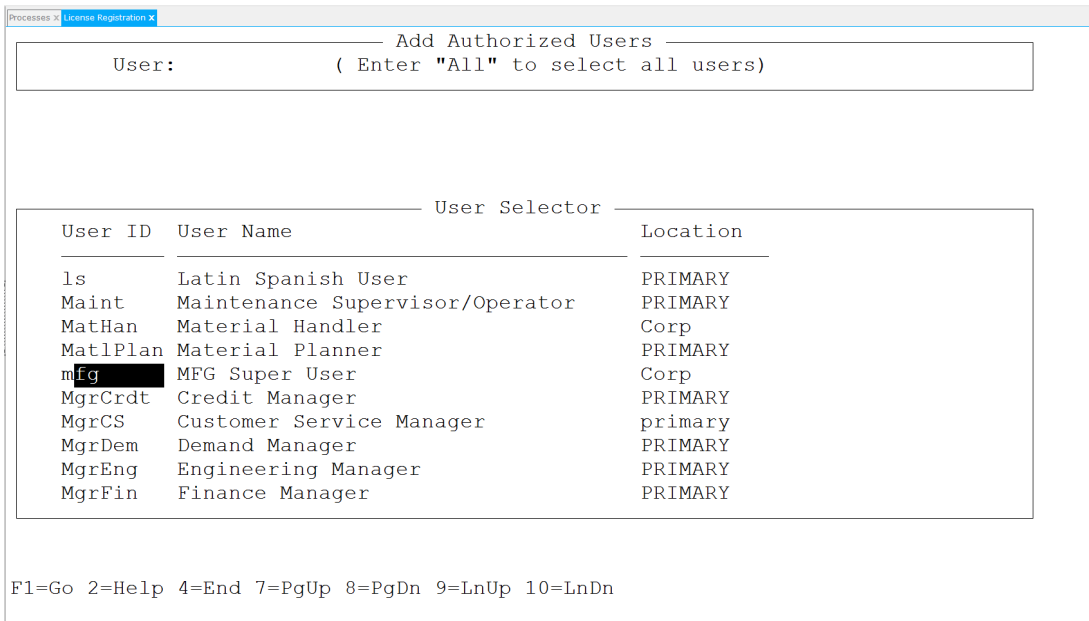 Processes X License Registration X
Add Authorized Users
User: ( Enter "All" to select all users)
User Selector
User ID User Name Location
ls Latin Spanish User PRIMARY
Maint Maintenance Supervisor/Operator PRIMARY
MatHan Material Handler Corp
MatlPlan Material Planner PRIMARY
mfg MFG Super User Corp
MgrCrdt Credit Manager PRIMARY
MgrCS Customer Service Manager primary
MgrDem Demand Manager PRIMARY
MgrEng Engineering Manager PRIMARY
MgrFin Finance Manager PRIMARY
F1=Go 2=Help 4=End 7=PgUp 8=PgDn 9=LnUp 10=LnDn